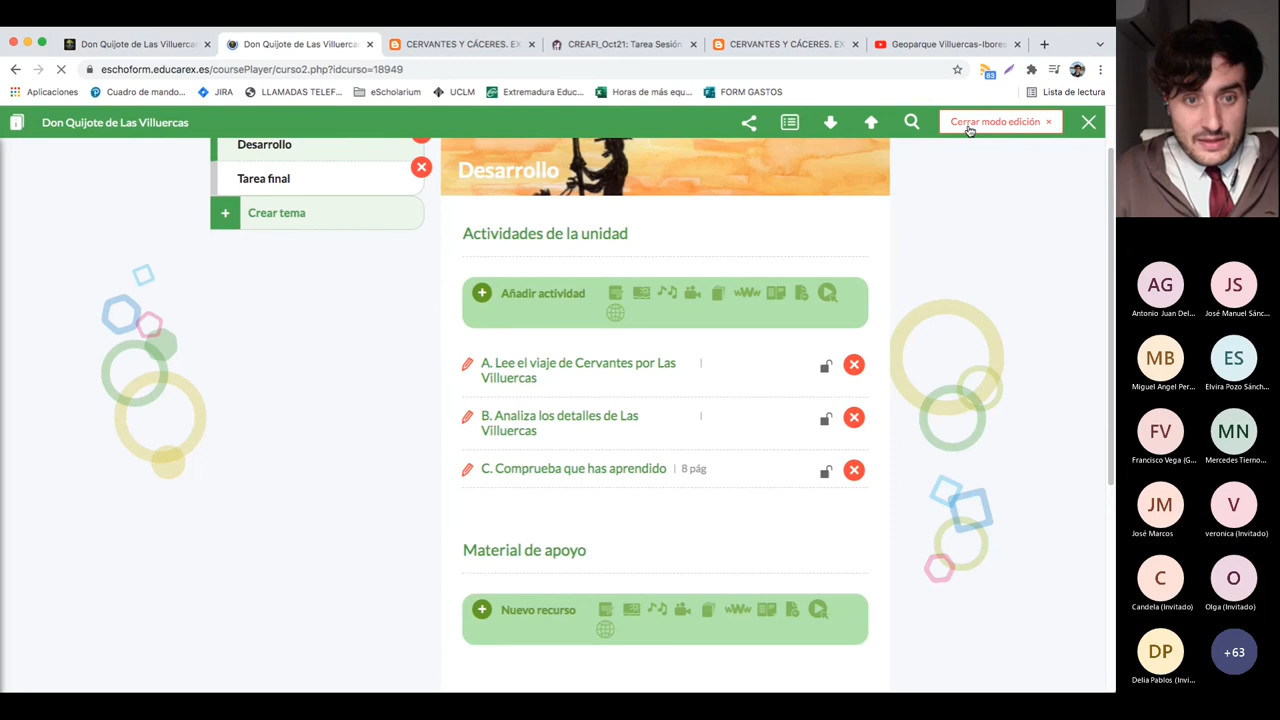 Don Quijote de Las Villuerca
Don Quijote de Las Villuercas
CERVANTES Y CÁCERES. EX
CREAFI_Oct21: Tarea Sesión
CERVANTES Y CÁCERES. EX
Geoparque Villuercas-Ibores
eschoform.educarex.es/coursePlayer/curso2.php?idcurso=18949
83
Aplicaciones
Cuadro de mando...
JIRA
LLAMADAS TELEF...
eScholarium
UCLM
Extremadura Educ...
Horas de más equ...
FORM GASTOS
Lista de lectura
Don Quijote de Las Villuercas
Cerrar modo edición ×
Desarrollo
Tarea final
+ Crear tema
Desarrollo
Actividades de la unidad
Añadir actividad
A. Lee el viaje de Cervantes por Las
Villuercas
B. Analiza los detalles de Las
Villuercas
C. Comprueba que has aprendido
8 pág
Material de apoyo
Nuevo recurso
AG
Antonio Juan Del...
JS
José Manuel Sánc...
MB
Miguel Angel Per...
ES
Elvira Pozo Sánch...
FV
Francisco Vega (G...
MN
Mercedes Tierno...
JM
José Marcos
V
veronica (Invitado)
C
Candela (Invitado)
O
Olga (Invitado)
DP
Delia Pablos (Invi...
+63